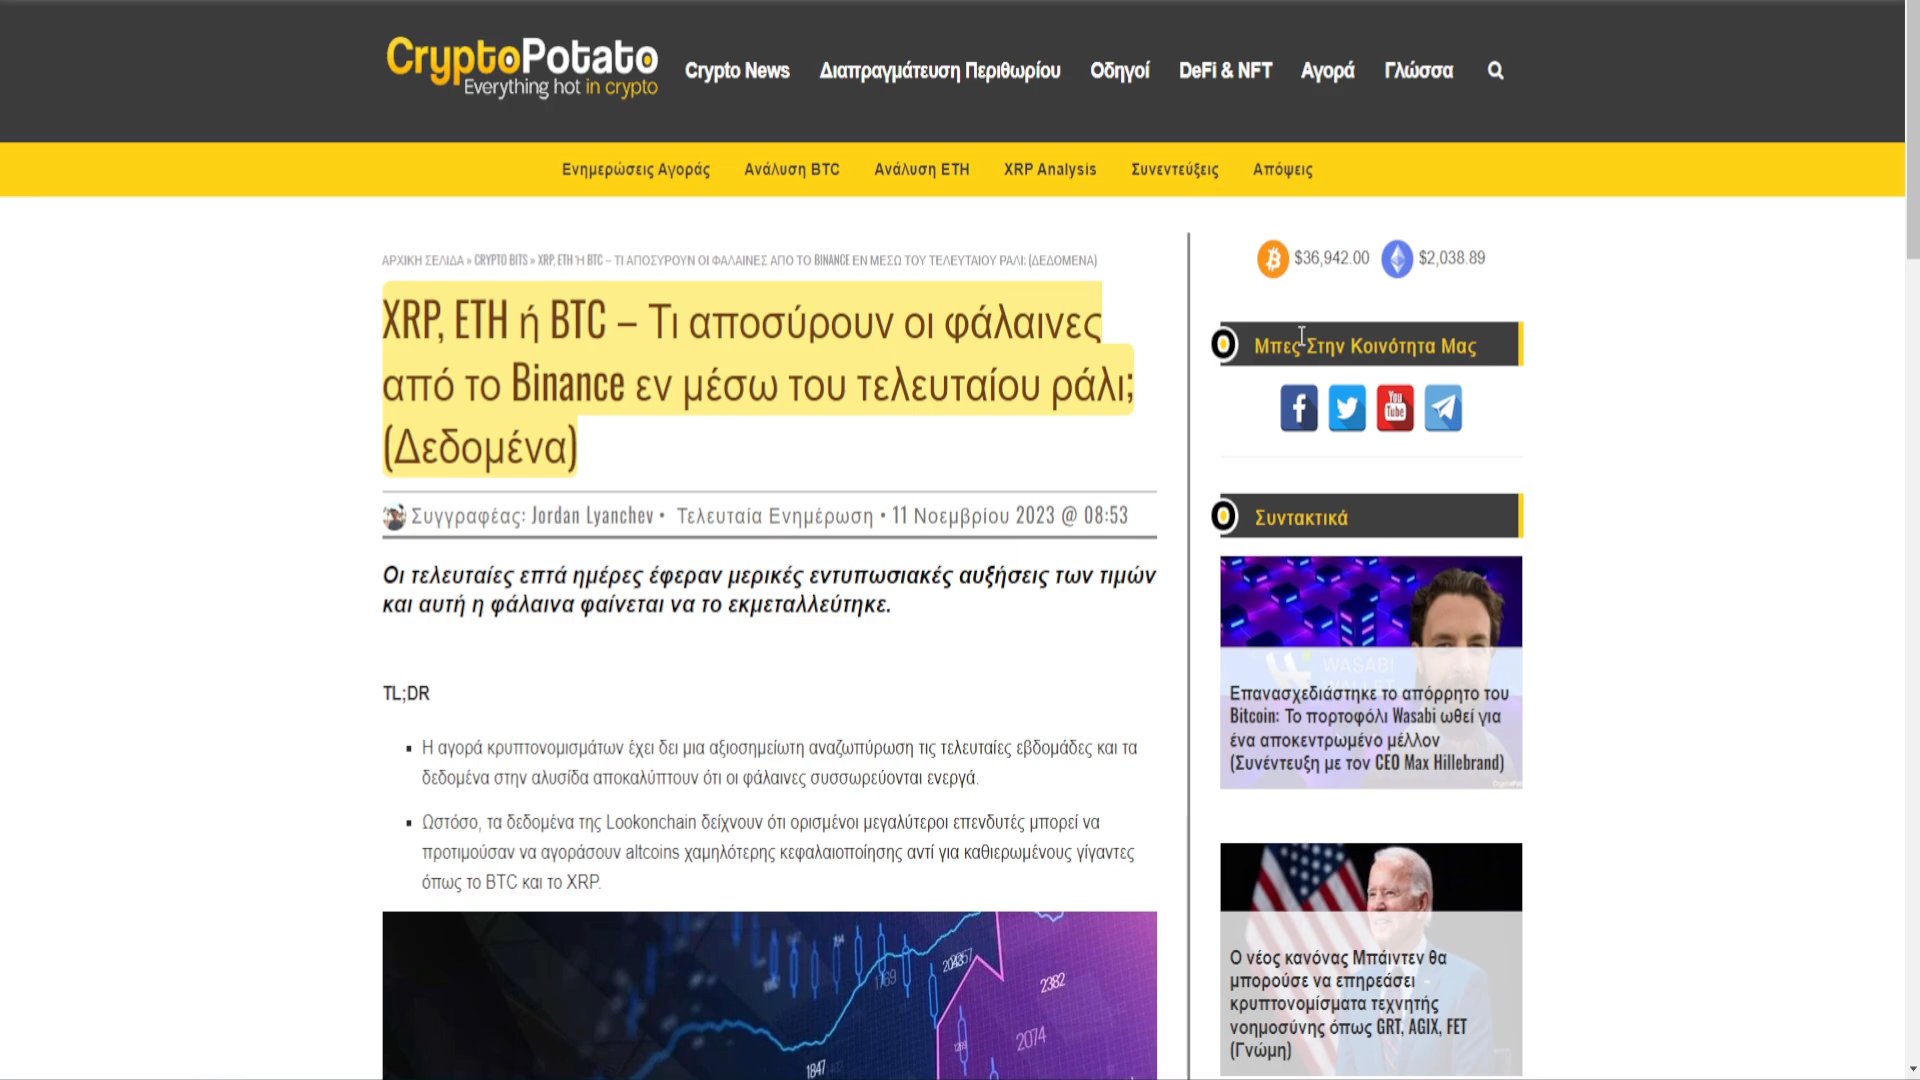 CryptoPotato
Everything hot in crypto
Crypto News Διαπραγμάτευση Περιθωρίου Οδηγοί DeFi & NFT Αγορά Γλώσσα
Ενημερώσεις Αγοράς Ανάλυση BTC Ανάλυση ETH XRP Analysis Συνεντεύξεις Απόψεις
ΑΡΧΙΚΗ ΣΕΛΙΔΑ » CRYPTO BITS » XRP, ETH Ή BTC – ΤΙ ΑΠΟΣΥΡΟΥΝ ΟΙ ΦΑΛΑΙΝΕΣ ΑΠΟ ΤΟ BINANCE ΕΝ ΜΕΣΩ ΤΟΥ ΤΕΛΕΥΤΑΙΟΥ ΡΑΛΙ; (ΔΕΔΟΜΕΝΑ)
XRP, ETH ή BTC – Τι αποσύρουν οι φάλαινες
από το Binance εν μέσω του τελευταίου ράλι;
(Δεδομένα)
Συγγραφέας: Jordan Lyanchev • Τελευταία Ενημέρωση • 11 Νοεμβρίου 2023 @ 08:53
Οι τελευταίες επτά ημέρες έφεραν μερικές εντυπωσιακές αυξήσεις των τιμών
και αυτή η φάλαινα φαίνεται να το εκμεταλλεύτηκε.
TL;DR
▪ Η αγορά κρυπτονομισμάτων έχει δει μια αξιοσημείωτη αναζωπύρωση τις τελευταίες εβδομάδες και τα
δεδομένα στην αλυσίδα αποκαλύπτουν ότι οι φάλαινες συσσωρεύονται ενεργά.
▪ Ωστόσο, τα δεδομένα της Lookonchain δείχνουν ότι ορισμένοι μεγαλύτεροι επενδυτές μπορεί να
προτιμούσαν να αγοράσουν altcoins χαμηλότερης κεφαλαιοποίησης αντί για καθιερωμένους γίγαντες
όπως το BTC και το XRP.
2382
2074
1847
$36,942.00 $2,038.89
Μπες Στην Κοινότητα Μας
You
Tube
Συντακτικά
WASABI
WALLET
Επανασχεδιάστηκε το απόρρητο του
Bitcoin: Το πορτοφόλι Wasabi ωθεί για
ένα αποκεντρωμένο μέλλον
(Συνέντευξη με τον CEO Max Hillebrand)
Ο νέος κανόνας Μπάιντεν θα
μπορούσε να επηρεάσει
κρυπτονομίσματα τεχνητής
νοημοσύνης όπως GRT, AGIX, FET
(Γνώμη)